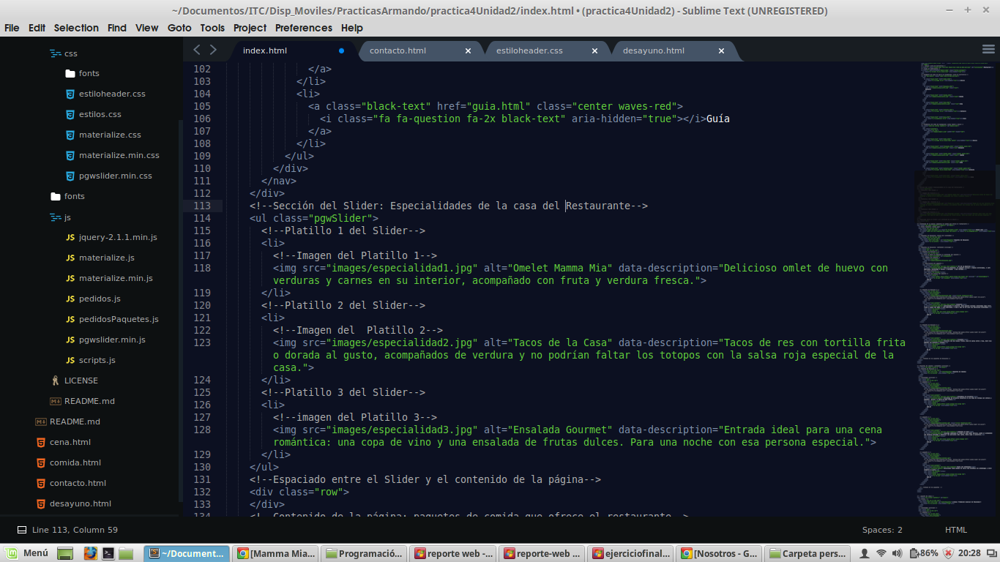 ~/Documentos/ITC/Disp_Moviles/PracticasArmando/practica4Unidad2/index.html • (practica4Unidad2) - Sublime Text (UNREGISTERED)
File Edit Selection Find View Goto Tools Project Preferences Help
css
fonts
estiloheader.css
estilos.css
materialize.css
materialize.min.css
pgwslider.min.css
fonts
js
jquery-2.1.1.min.js
materialize.js
materialize.min.js
pedidos.js
pedidosPaquetes.js
pgwslider.min.js
scripts.js
LICENSE
README.md
README.md
cena.html
comida.html
contacto.html
desayuno.html
index.html contacto.html estiloheader.css desayuno.html
102 </a>
103 </li>
104 <li>
105 <a class="black-text" href="guia.html" class="center waves-red">
106 <i class="fa fa-question fa-2x black-text" aria-hidden="true"></i>Guía
107 </a>
108 </li>
109 </ul>
110 </div>
111 </nav>
112 </div>
113 <!--Sección del Slider: Especialidades de la casa del Restaurante-->
114 <ul class="pgwSlider">
115 <!--Platillo 1 del Slider-->
116 <li>
117 <!--Imagen del Platillo 1-->
118 <img src="images/especialidad1.jpg" alt="Omelet Mamma Mia" data-description="Delicioso omlet de huevo con
verduras y carnes en su interior, acompañado con fruta y verdura fresca.">
119 </li>
120 <!--Platillo 2 del Slider-->
121 <li>
122 <!--Imagen del  Platillo 2-->
123 <img src="images/especialidad2.jpg" alt="Tacos de la Casa" data-description="Tacos de res con tortilla frita
o dorada al gusto, acompañados de verdura y no podrían faltar los totopos con la salsa roja especial de la
casa.">
124 </li>
125 <!--Platillo 3 del Slider-->
126 <li>
127 <!--imagen del Platillo 3-->
128 <img src="images/especialidad3.jpg" alt="Ensalada Gourmet" data-description="Entrada ideal para una cena
romántica: una copa de vino y una ensalada de frutas dulces. Para una noche con esa persona especial.">
129 </li>
130 </ul>
131 <!--Espaciado entre el Slider y el contenido de la página-->
132 <div class="row">
133 </div>
134 <!--Contenido de la página: paquetes de comida que ofrece el restaurante-->
Line 113, Column 59 Spaces: 2 HTML
Menú ~/Document... [Mamma Mia... Programació... reporte web -... reporte-web ... ejerciciofinal... [Nosotros - G... Carpeta pers... 86% 20:28